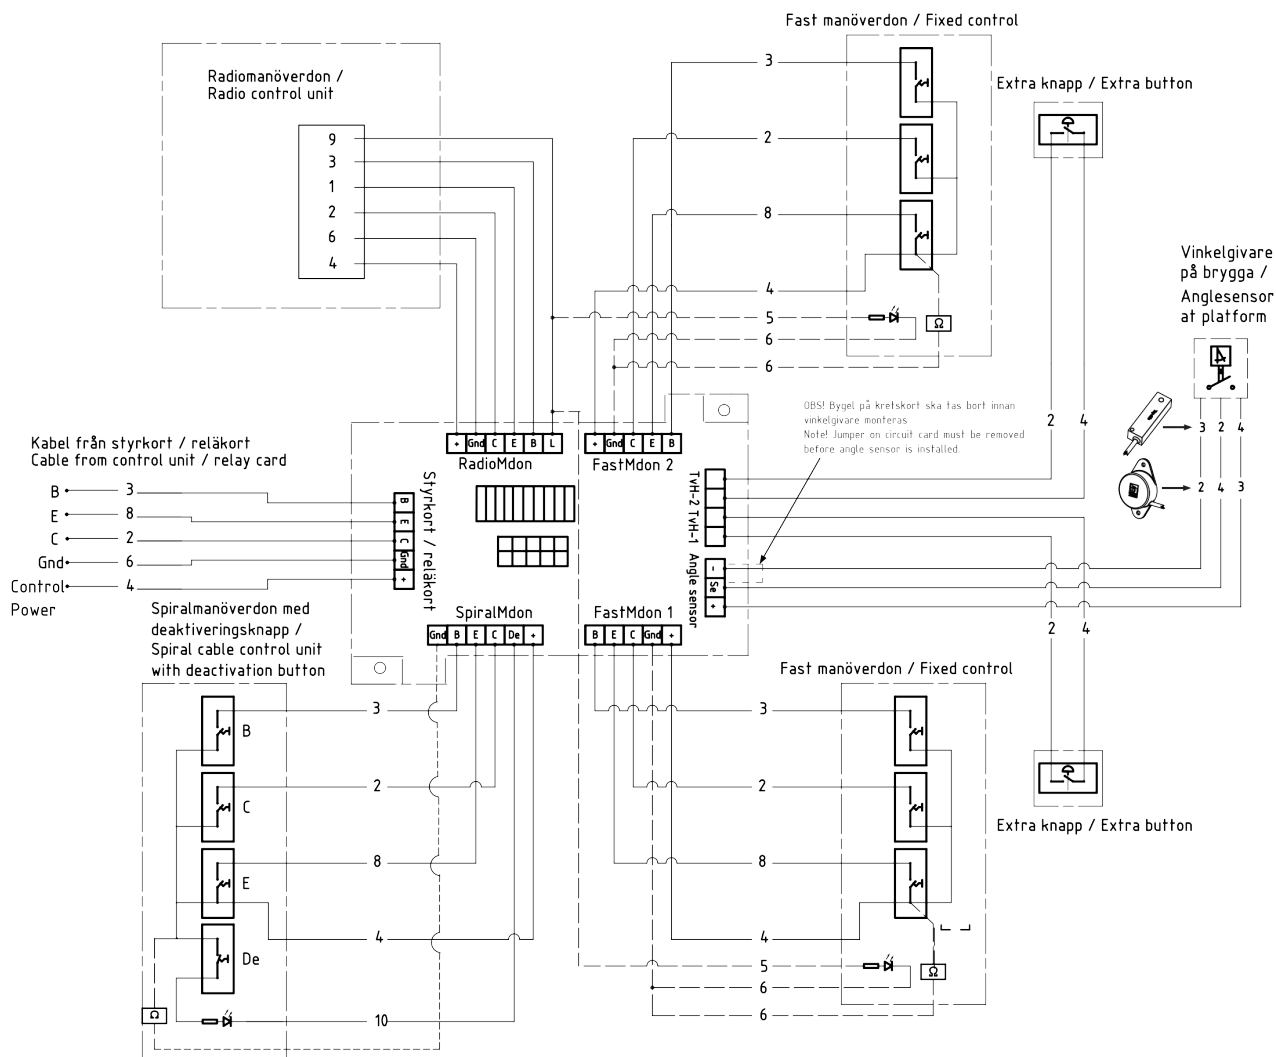 Fast manöverdon / Fixed control
Radiomanöverdon /
Radio control unit
9
3
1
2
6
4
3
2
8
4
5
6
6
Ω
Extra knapp / Extra button
Vinkelgivare
på brygga /
Anglesensor
at platform
2
4
3 2 4
2 4 3
OBS! Bygel på kretskort ska tas bort innan
vinkelgivare monteras
Note! Jumper on circuit card must be removed
before angle sensor is installed.
Kabel från styrkort / reläkort
Cable from control unit / relay card
B 3
E 8
C 2
Gnd 6
Control 4
Power
+ Gnd C E B L
RadioMdon
+ Gnd C E B
FastMdon 2
B
E
C
Gnd
+
Styrkort / reläkort
TvH-2 TvH-1
Angle sensor
-
Se
+
SpiralMdon
Gnd B E C De +
FastMdon 1
B E C Gnd +
Spiralmanöverdon med
deaktiveringsknapp /
Spiral cable control unit
with deactivation button
B
3
C
2
E
8
4
De
Ω
10
Fast manöverdon / Fixed control
3
2
8
4
5
6
6
Ω
2
4
Extra knapp / Extra button